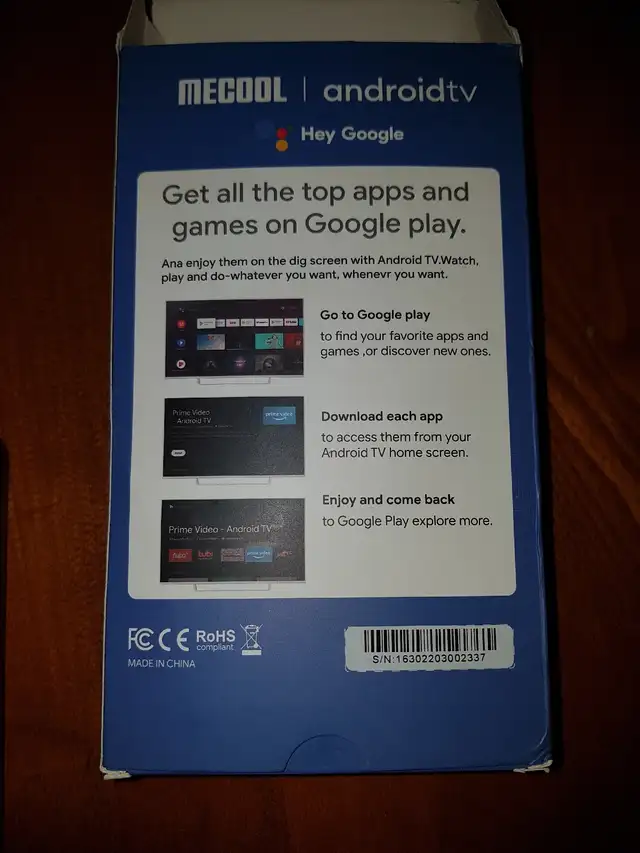 MECOOL | androidtv
Hey Google
Get all the top apps and
games on Google play.
Ana enjoy them on the dig screen with Android TV.Watch,
play and do-whatever you want, whenevr you want.
Go to Google play
to find your favorite apps and
games ,or discover new ones.
Prime Video
Android TV
prime video
Download each app
to access them from your
Android TV home screen.
Prime Video - Android TV
tubi
prime video
Enjoy and come back
to Google Play explore more.
FC CE RoHS
compliant
MADE IN CHINA
S/N:16302203002337